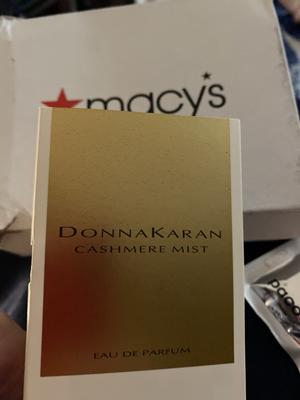 macy's
DONNAKARAN
CASHMERE MIST
EAU DE PARFUM